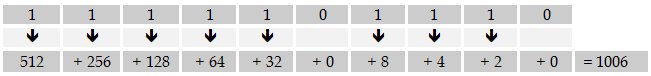 1 1 1 1 1 0 1 1 1 0
512 + 256 + 128 + 64 + 32 + 0 + 8 + 4 + 2 + 0 = 1006